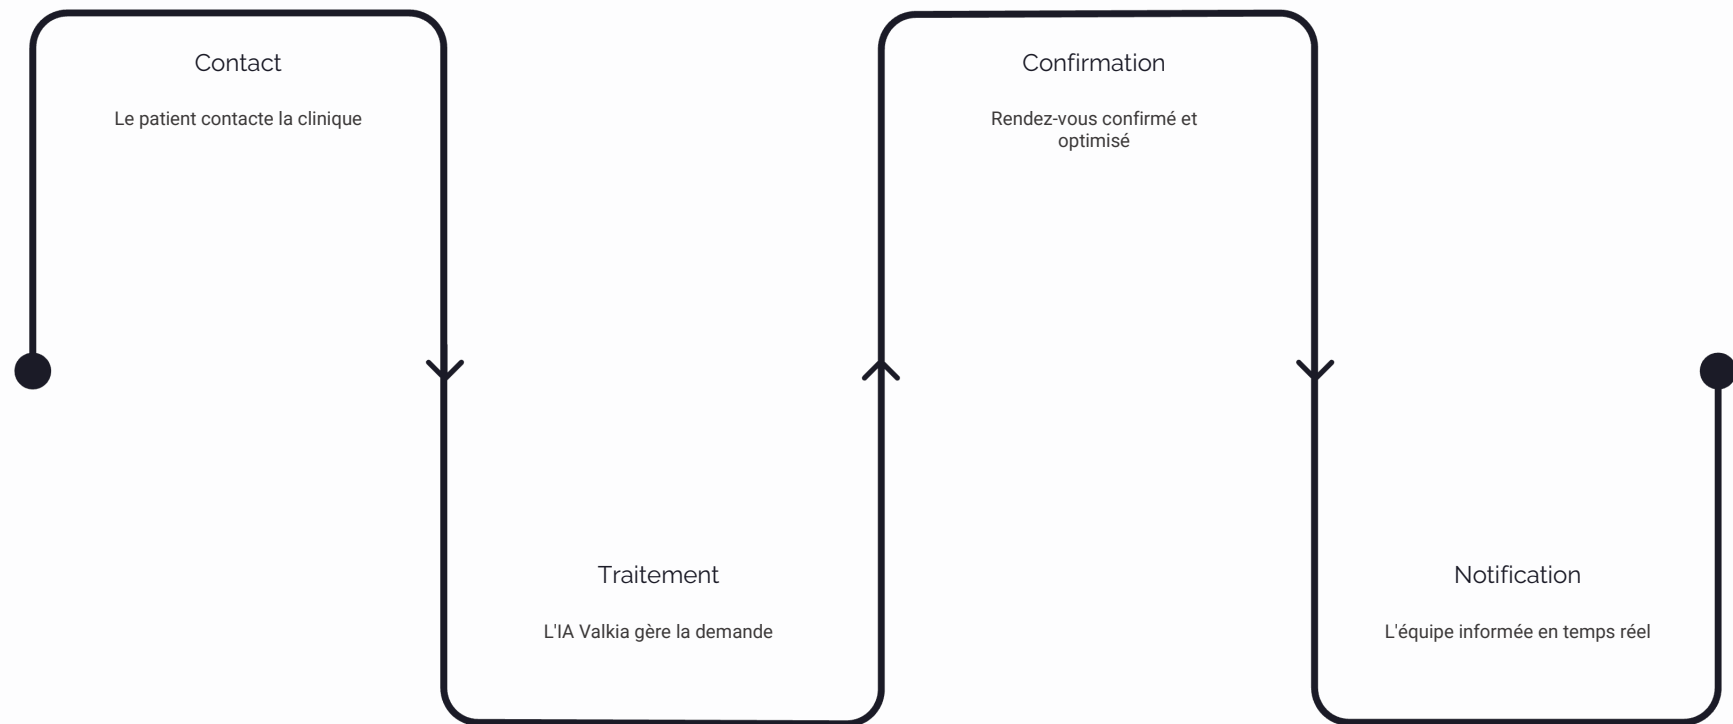 Contact
Le patient contacte la clinique
Traitement
L'IA Valkia gère la demande
Confirmation
Rendez-vous confirmé et
optimisé
Notification
L'équipe informée en temps réel